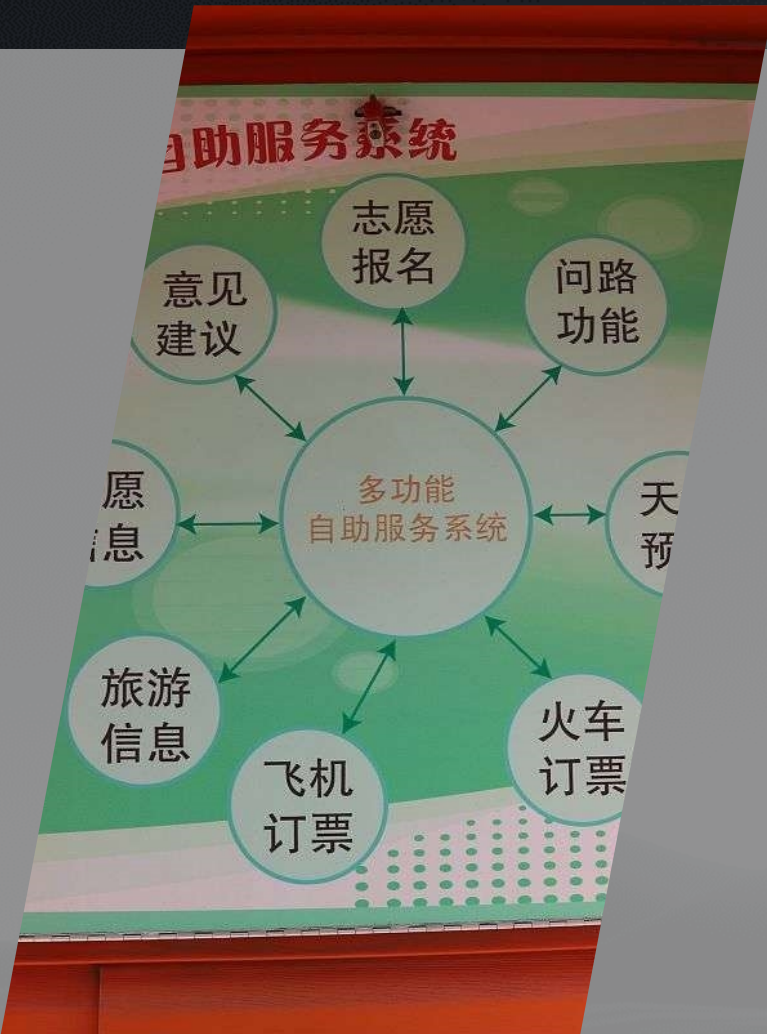 自助服务系统
志愿
报名
意见
建议
问路
功能
愿
息
多功能
自助服务系统
天
预
旅游
信息
火车
订票
飞机
订票